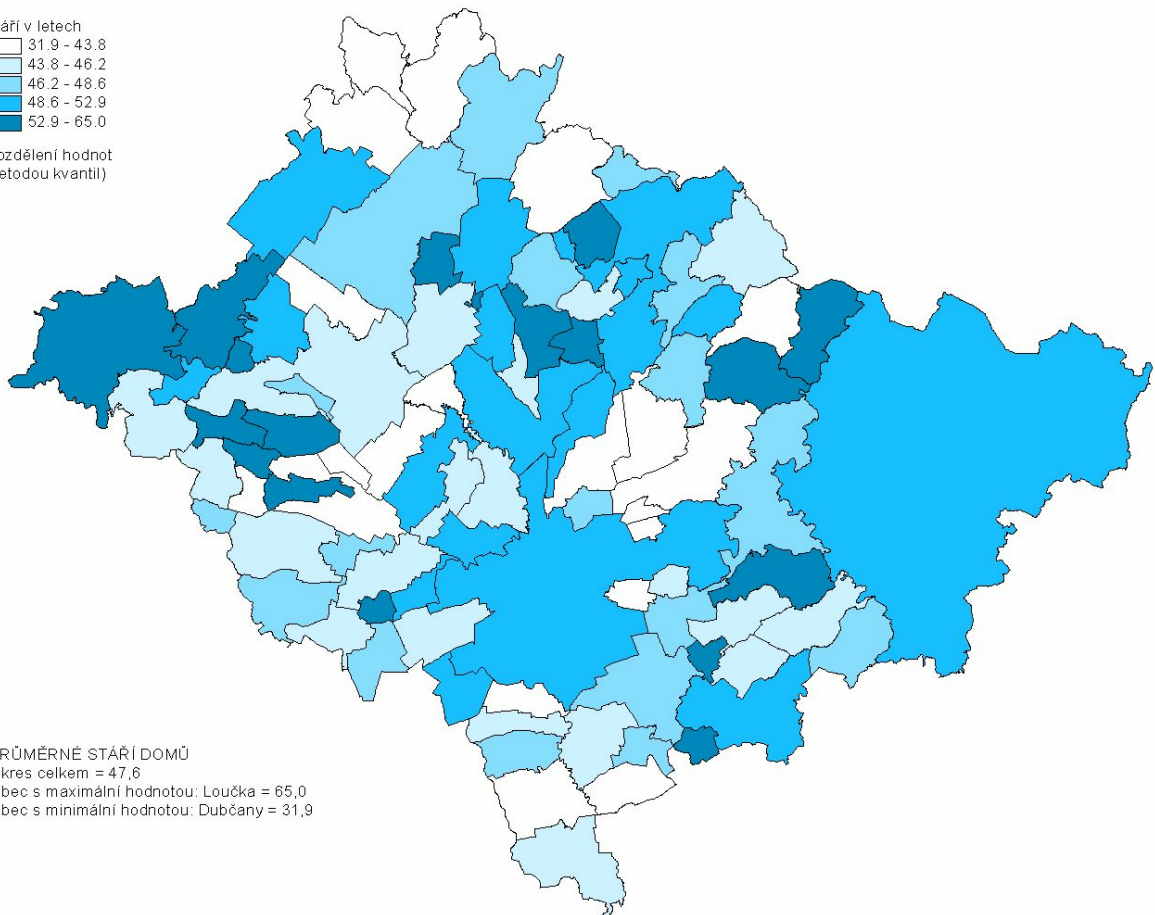 áří v letech
31.9 - 43.8
43.8 - 46.2
46.2 - 48.6
48.6 - 52.9
52.9 - 65.0
ozdělení hodnot
etodou kvantil)
RŮMĚRNÉ STÁŘÍ DOMŮ
kres celkem = 47,6
bec s maximální hodnotou: Loučka = 65,0
bec s minimální hodnotou: Dubčany = 31,9